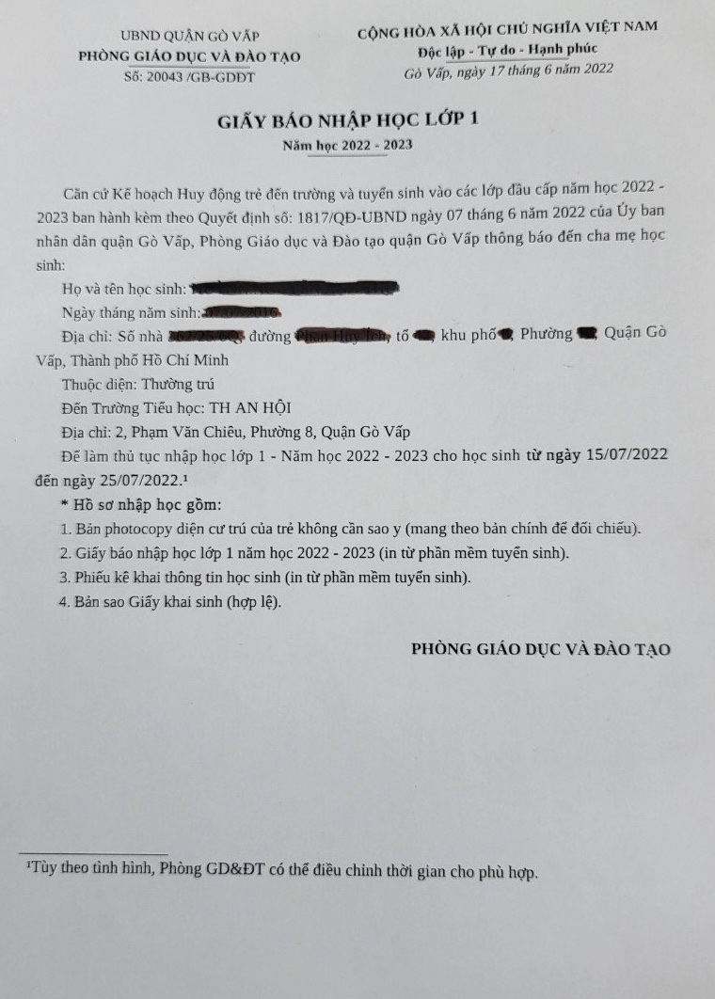 UBND QUẬN GÒ VẤP
PHÒNG GIÁO DỤC VÀ ĐÀO TẠO
Số: 20043 /GB-GDĐT
CỘNG HÒA XÃ HỘI CHỦ NGHĨA VIỆT NAM
Độc lập - Tự do - Hạnh phúc
Gò Vấp, ngày 17 tháng 6 năm 2022
GIẤY BÁO NHẬP HỌC LỚP 1
Năm học 2022 - 2023
Căn cứ Kế hoạch Huy động trẻ đến trường và tuyển sinh vào các lớp đầu cấp năm học 2022 -
2023 ban hành kèm theo Quyết định số: 1817/QĐ-UBND ngày 07 tháng 6 năm 2022 của Ủy ban
nhân dân quận Gò Vấp, Phòng Giáo dục và Đào tạo quận Gò Vấp thông báo đến cha mẹ học
sinh:
Họ và tên học sinh:
Ngày tháng năm sinh:
Địa chỉ: Số nhà , đường , tổ , khu phố , Phường , Quận Gò
Vấp, Thành phố Hồ Chí Minh
Thuộc diện: Thường trú
Đến Trường Tiểu học: TH AN HỘI
Địa chỉ: 2, Phạm Văn Chiêu, Phường 8, Quận Gò Vấp
Để làm thủ tục nhập học lớp 1 - Năm học 2022 - 2023 cho học sinh từ ngày 15/07/2022
đến ngày 25/07/2022.¹
* Hồ sơ nhập học gồm:
1. Bản photocopy diện cư trú của trẻ không cần sao y (mang theo bản chính để đối chiếu).
2. Giấy báo nhập học lớp 1 năm học 2022 - 2023 (in từ phần mềm tuyển sinh).
3. Phiếu kê khai thông tin học sinh (in từ phần mềm tuyển sinh).
4. Bản sao Giấy khai sinh (hợp lệ).
PHÒNG GIÁO DỤC VÀ ĐÀO TẠO
¹Tùy theo tình hình, Phòng GD&ĐT có thể điều chỉnh thời gian cho phù hợp.